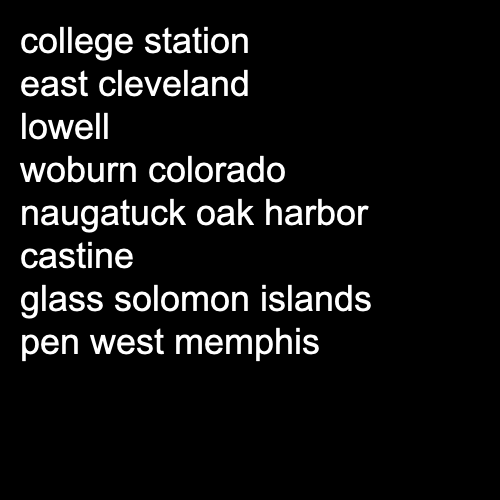 college station
east cleveland
lowell
woburn colorado
naugatuck oak harbor
castine
glass solomon islands
pen west memphis